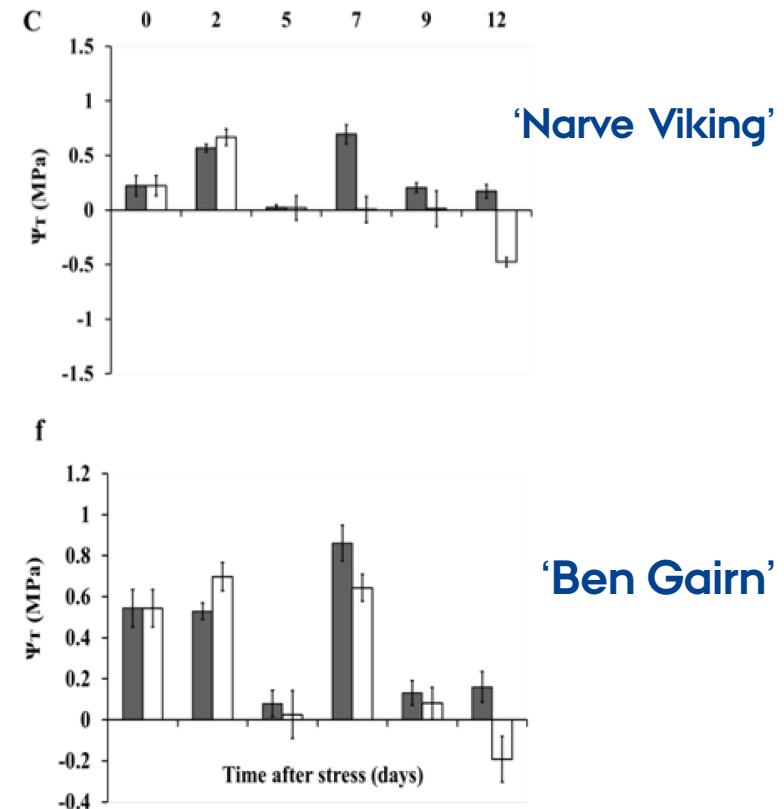 C
0 2 5 7 9 12
1.5
1
0.5
0
-0.5
-1
-1.5
ΨT (MPa)
‘Narve Viking’
f
1.2
1
0.8
0.6
0.4
0.2
0
-0.2
-0.4
ΨT (MPa)
‘Ben Gairn’
Time after stress (days)